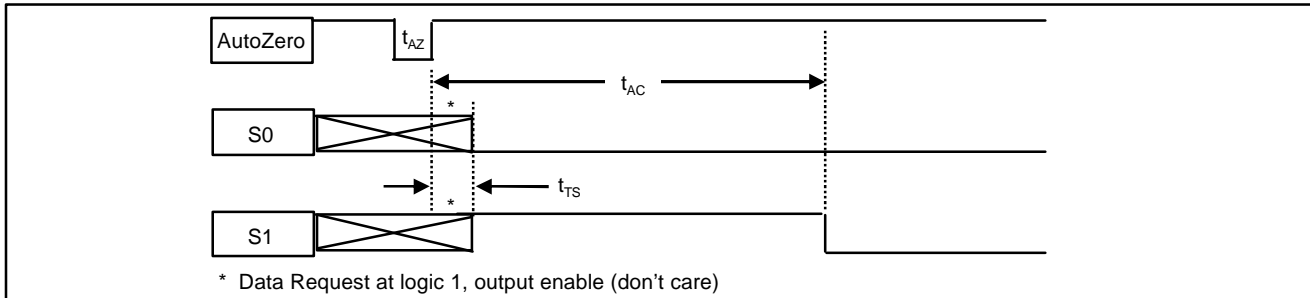 AutoZero
tAZ
tAC
*
S0
tTS
*
S1
* Data Request at logic 1, output enable (don't care)